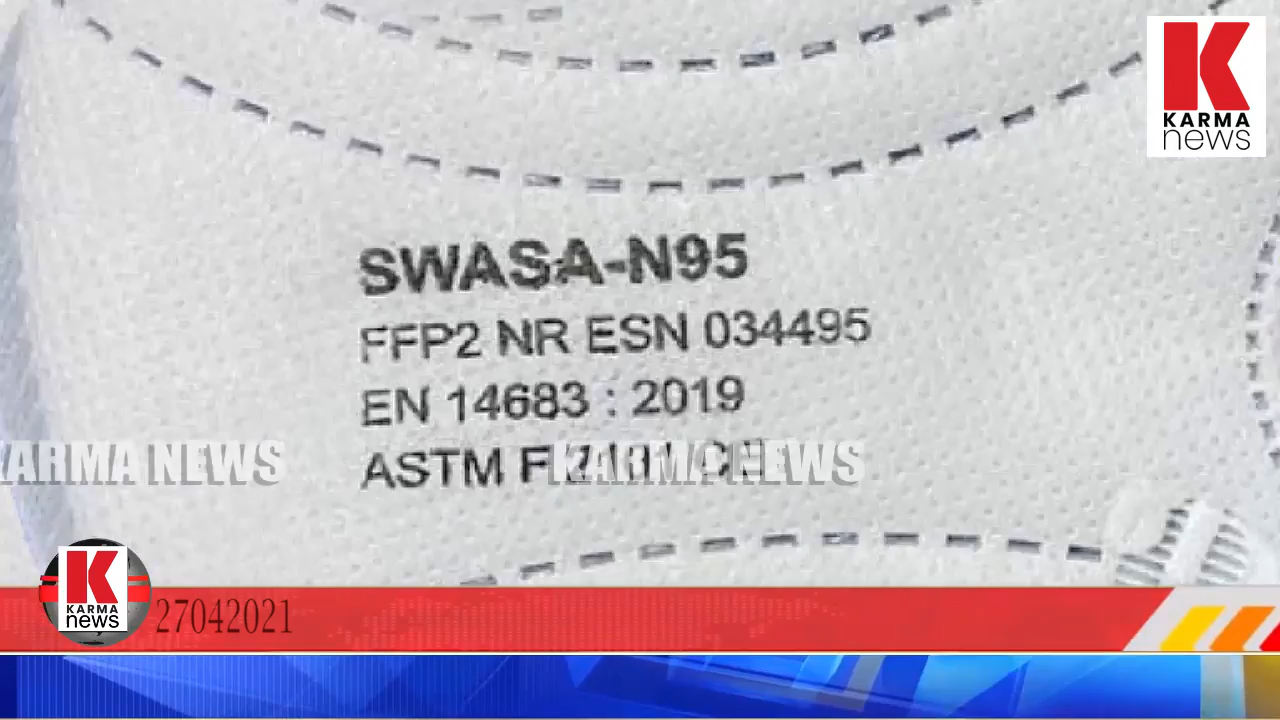 KARMA
news
SWASA-N95
FFP2 NR ESN 034495
EN 14683 : 2019
ASTM
KARMA NEWS KARMA NEWS
KARMA
news
27042021